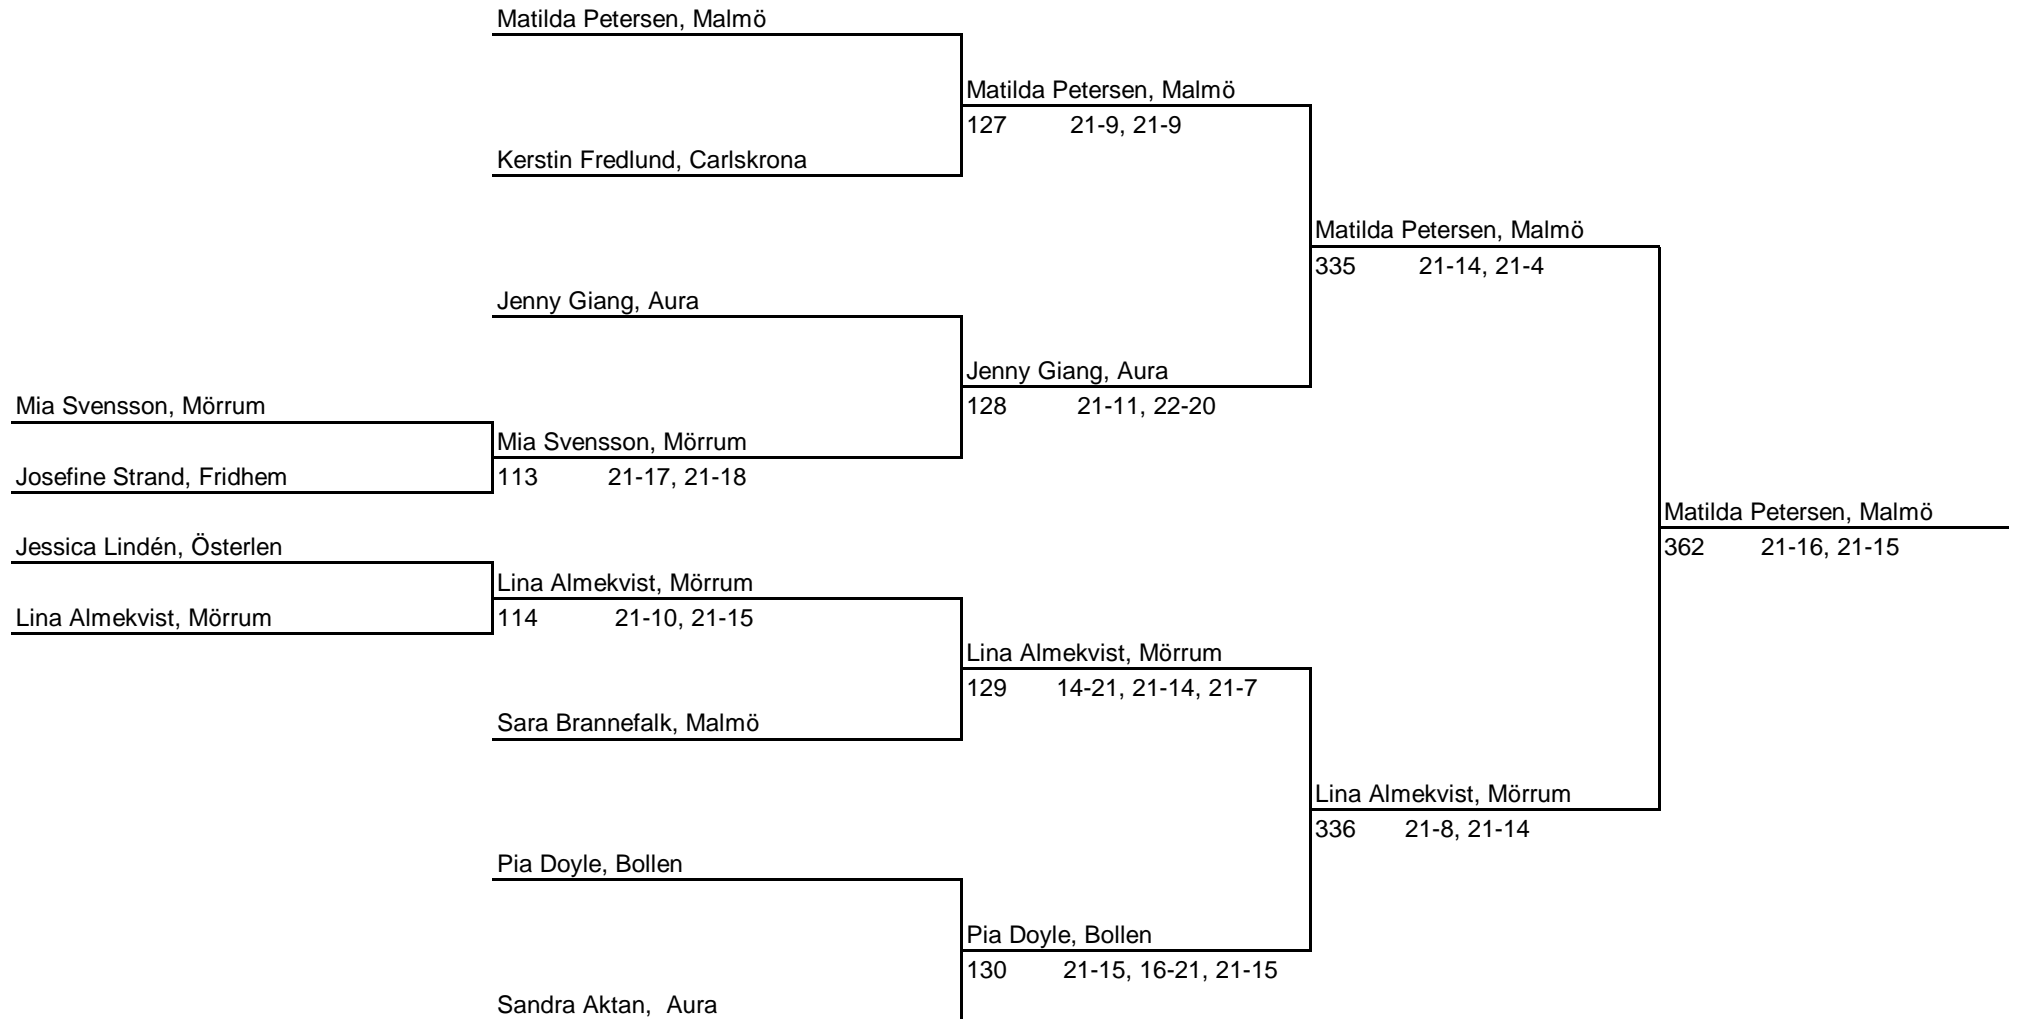 Matilda Petersen, Malmö
Matilda Petersen, Malmö
127 21-9, 21-9
Kerstin Fredlund, Carlskrona
Matilda Petersen, Malmö
335 21-14, 21-4
Jenny Giang, Aura
Jenny Giang, Aura
Mia Svensson, Mörrum
128 21-11, 22-20
Mia Svensson, Mörrum
Josefine Strand, Fridhem
113 21-17, 21-18
Matilda Petersen, Malmö
Jessica Lindén, Österlen
362 21-16, 21-15
Lina Almekvist, Mörrum
Lina Almekvist, Mörrum
114 21-10, 21-15
Lina Almekvist, Mörrum
129 14-21, 21-14, 21-7
Sara Brannefalk, Malmö
Lina Almekvist, Mörrum
336 21-8, 21-14
Pia Doyle, Bollen
Pia Doyle, Bollen
130 21-15, 16-21, 21-15
Sandra Aktan, Aura